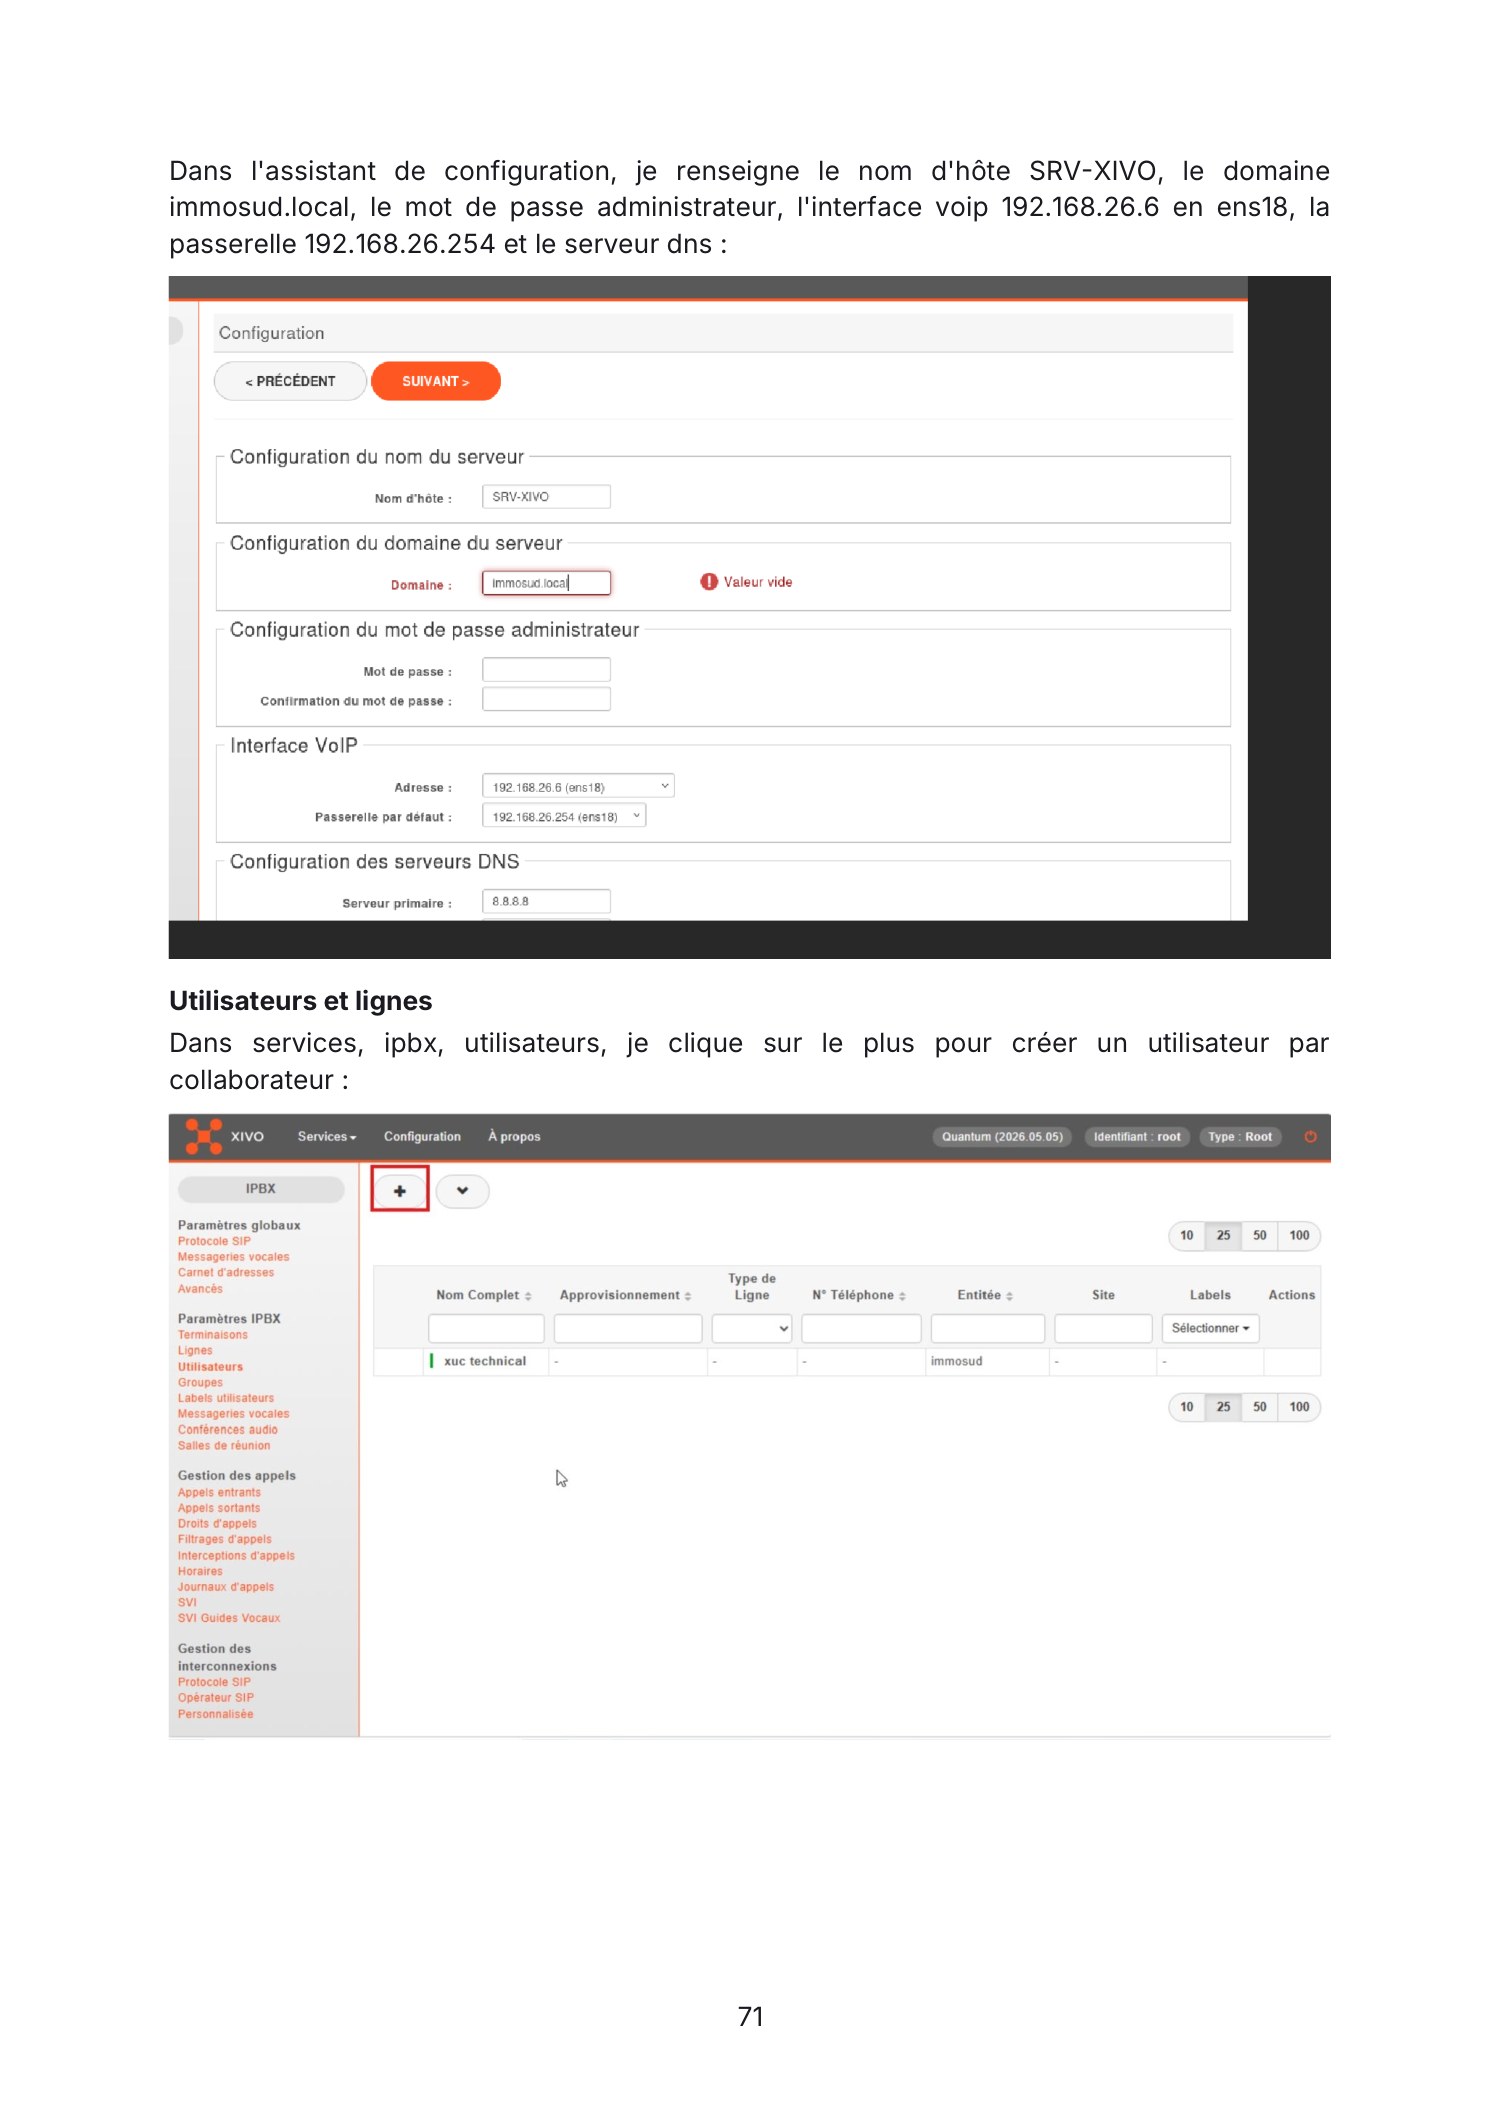 Dans l'assistant de configuration, je renseigne le nom d'hôte SRV-XIVO, le domaine
immosud.local, le mot de passe administrateur, l'interface voip 192.168.26.6 en ens18, la
passerelle 192.168.26.254 et le serveur dns :
Configuration
< PRÉCÉDENT SUIVANT >
Configuration du nom du serveur
Nom d'hôte : SRV-XIVO
Configuration du domaine du serveur
Domaine : immosud.local Valeur vide
Configuration du mot de passe administrateur
Mot de passe :
Confirmation du mot de passe :
Interface VoIP
Adresse : 192.168.26.6 (ens18)
Passerelle par défaut : 192.168.26.254 (ens18)
Configuration des serveurs DNS
Serveur primaire : 8.8.8.8
Utilisateurs et lignes
Dans services, ipbx, utilisateurs, je clique sur le plus pour créer un utilisateur par
collaborateur :
XIVO Services Configuration À propos Quantum (2026.05.05) Identifiant : root Type : Root
IPBX
Paramètres globaux
Protocole SIP
Messageries vocales
Carnet d'adresses
Avancés
Paramètres IPBX
Terminaisons
Lignes
Utilisateurs
Groupes
Labels utilisateurs
Messageries vocales
Conférences audio
Salles de réunion
Gestion des appels
Appels entrants
Appels sortants
Droits d'appels
Filtrages d'appels
Interceptions d'appels
Horaires
Journaux d'appels
SVI
SVI Guides Vocaux
Gestion des
interconnexions
Protocole SIP
Opérateur SIP
Personnalisée
10 25 50 100
Nom Complet Approvisionnement Type de Ligne N° Téléphone Entitée Site Labels Actions
Sélectionner
xuc technical - - - immosud - -
10 25 50 100
71